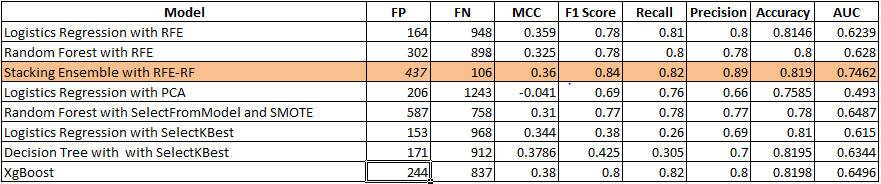 Model FP FN MCC F1 Score Recall Precision Accuracy AUC
Logistics Regression with RFE 164 948 0.359 0.78 0.81 0.8 0.8146 0.6239
Random Forest with RFE 302 898 0.325 0.78 0.8 0.78 0.8 0.628
Stacking Ensemble with RFE-RF 437 106 0.36 0.84 0.82 0.89 0.819 0.7462
Logistics Regression with PCA 206 1243 -0.041 0.69 0.76 0.66 0.7585 0.493
Random Forest with SelectFromModel and SMOTE 587 758 0.31 0.77 0.78 0.77 0.78 0.6487
Logistics Regression with SelectKBest 153 968 0.344 0.38 0.26 0.69 0.81 0.615
Decision Tree with  with SelectKBest 171 912 0.3786 0.425 0.305 0.7 0.8195 0.6344
XgBoost 244 837 0.38 0.8 0.82 0.8 0.8198 0.6496